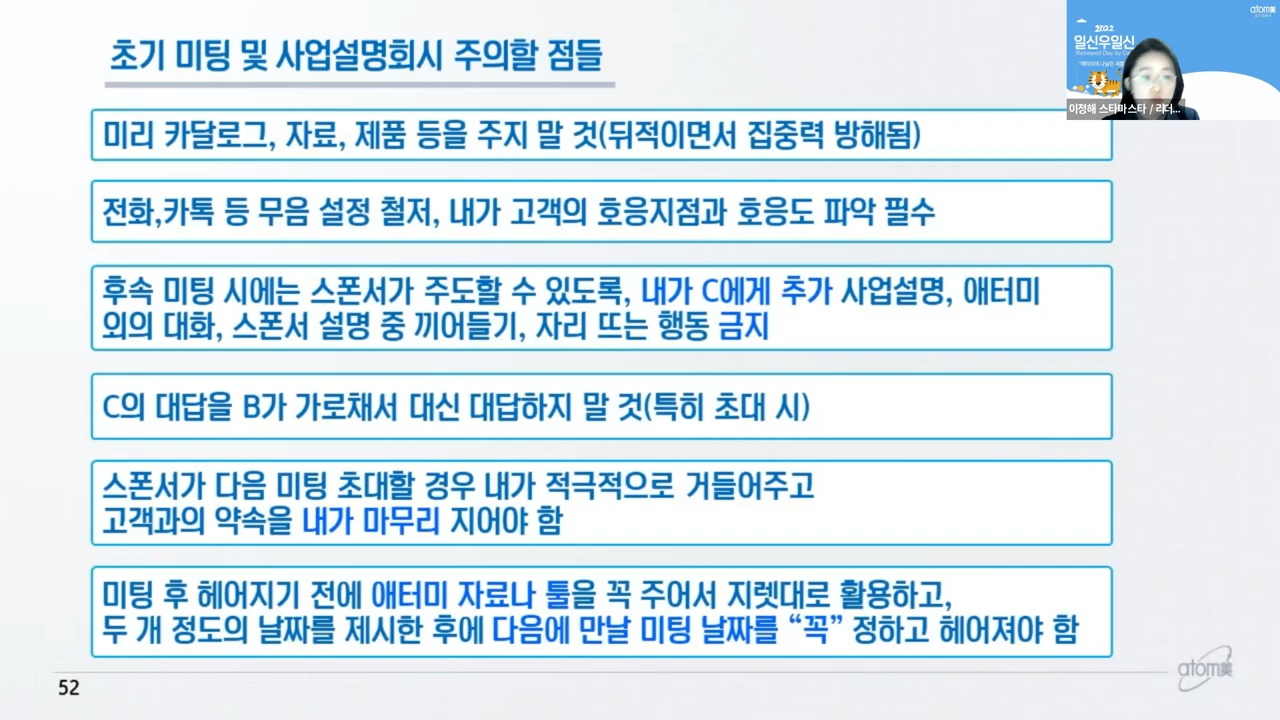 초기 미팅 및 사업설명회시 주의할 점들
atom美
ATOMY
2022
일신우일신
Renewed Day by Day
이정해 스타마스타 / 리더...
미리 카달로그, 자료, 제품 등을 주지 말 것(뒤적이면서 집중력 방해됨)
전화,카톡 등 무음 설정 철저, 내가 고객의 호응지점과 호응도 파악 필수
후속 미팅 시에는 스폰서가 주도할 수 있도록, 내가 C에게 추가 사업설명, 애터미
외의 대화, 스폰서 설명 중 끼어들기, 자리 뜨는 행동 금지
C의 대답을 B가 가로채서 대신 대답하지 말 것(특히 초대 시)
스폰서가 다음 미팅 초대할 경우 내가 적극적으로 거들어주고
고객과의 약속을 내가 마무리 지어야 함
미팅 후 헤어지기 전에 애터미 자료나 툴을 꼭 주어서 지렛대로 활용하고,
두 개 정도의 날짜를 제시한 후에 다음에 만날 미팅 날짜를 “꼭” 정하고 헤어져야 함
52
atom美